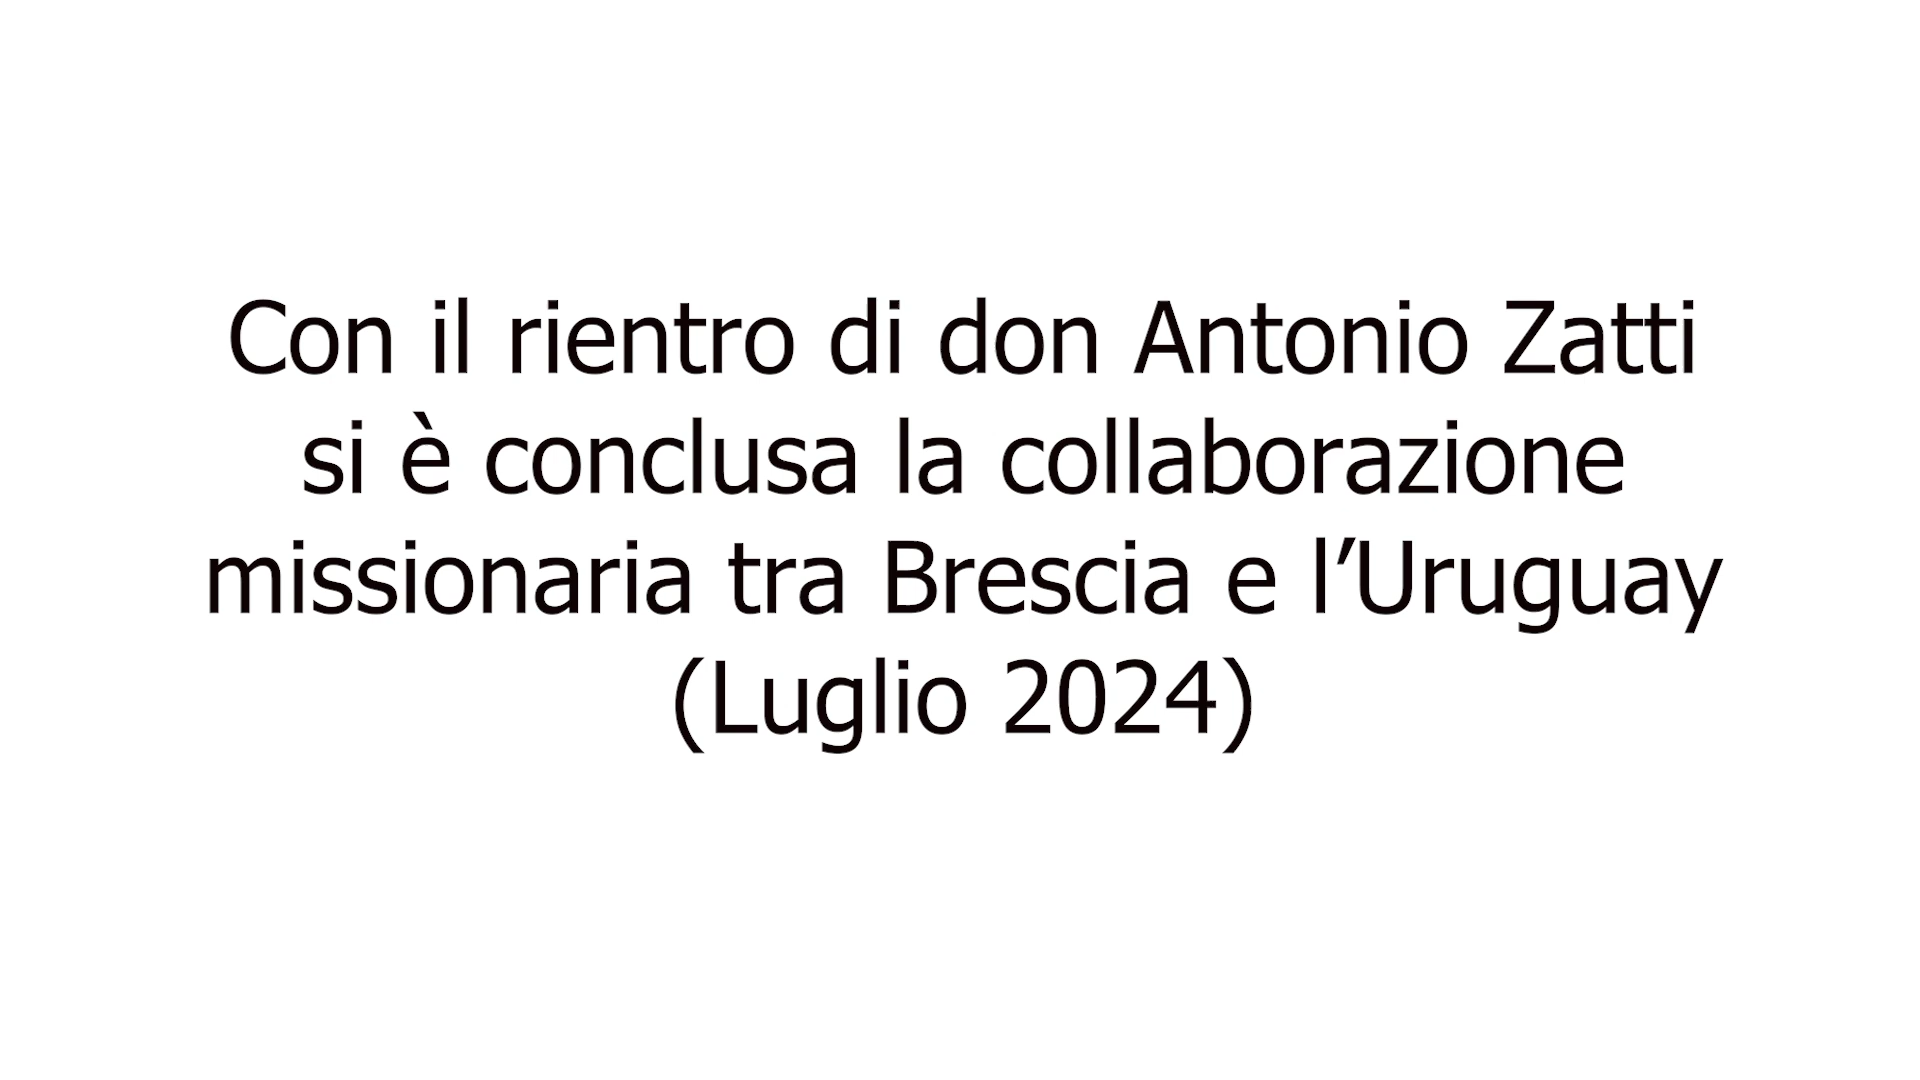 Con il rientro di don Antonio Zatti
si è conclusa la collaborazione
missionaria tra Brescia e l’Uruguay
(Luglio 2024)